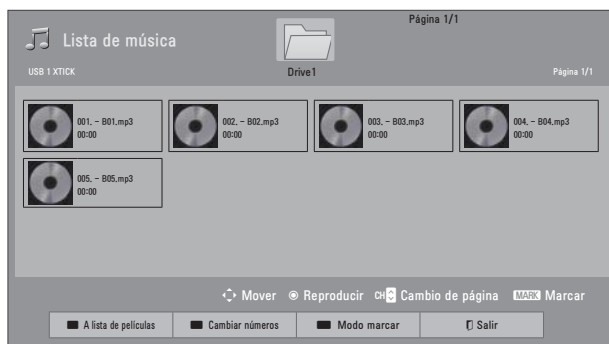 Página 1/1
Lista de música
USB 1 XTICK
Drive1
Página 1/1
001. - B01.mp3
00:00
002. - B02.mp3
00:00
003. - B03.mp3
00:00
004. - B04.mp3
00:00
005. - B05.mp3
00:00
Mover Reproducir CH Cambio de página MARK Marcar
A lista de películas Cambiar números Modo marcar Salir